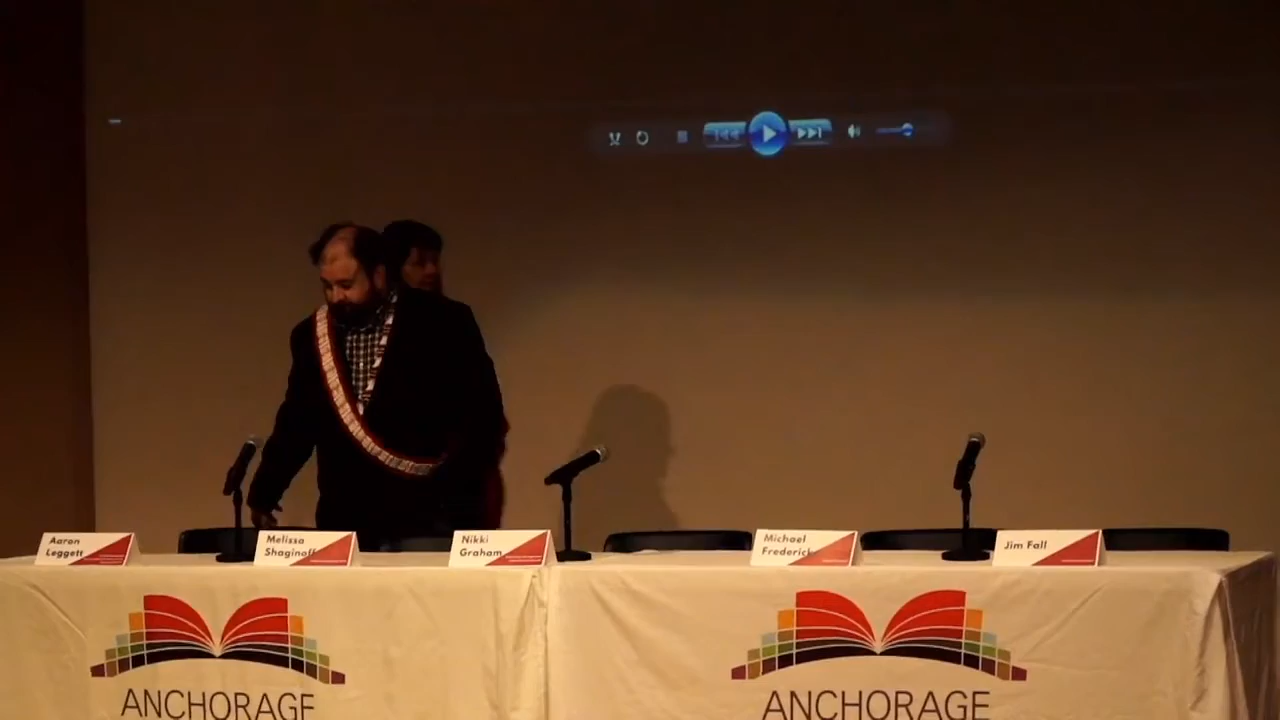 Aaron
Leggett
Melissa
Shaginoff
Nikki
Graham
Michael
Frederick
Jim Fall
ANCHORAGE
ANCHORAGE